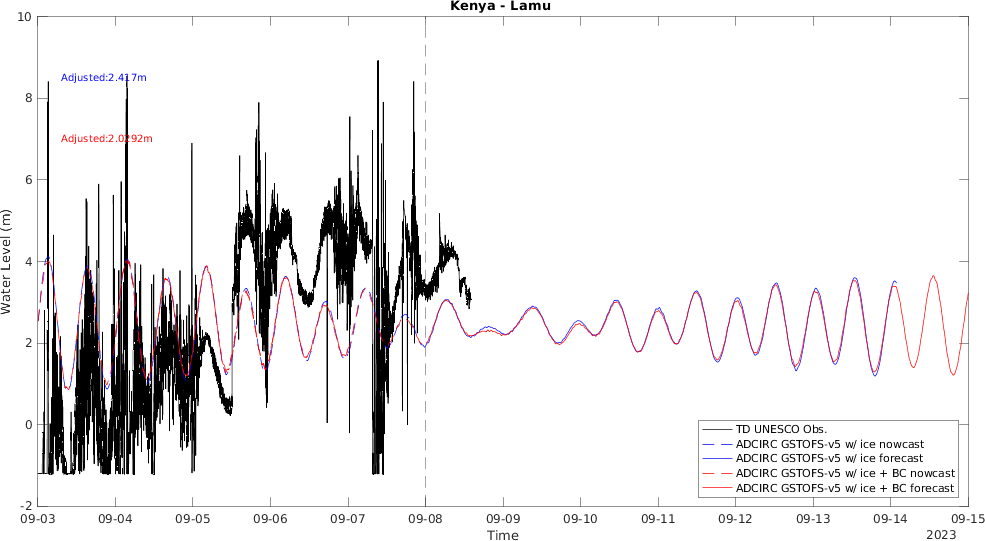 Kenya - Lamu
Water Level (m)
10
8
6
4
2
0
-2
Adjusted:2.417m
Adjusted:2.0292m
TD UNESCO Obs.
ADCIRC GSTOFS-v5 w/ ice nowcast
ADCIRC GSTOFS-v5 w/ ice forecast
ADCIRC GSTOFS-v5 w/ ice + BC nowcast
ADCIRC GSTOFS-v5 w/ ice + BC forecast
09-03 09-04 09-05 09-06 09-07 09-08 09-09 09-10 09-11 09-12 09-13 09-14 09-15
Time
2023